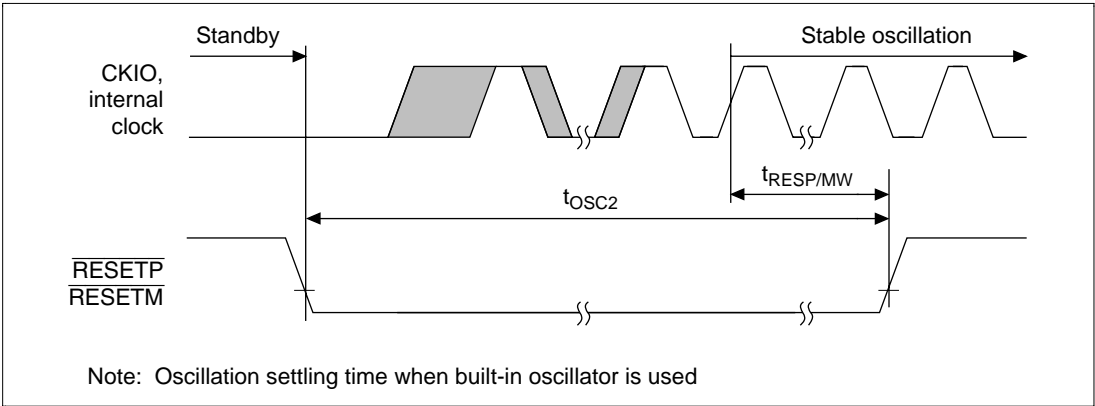 Standby
Stable oscillation
CKIO,
internal
clock
tRESP/MW
tOSC2
RESETP
RESETM
Note: Oscillation settling time when built-in oscillator is used